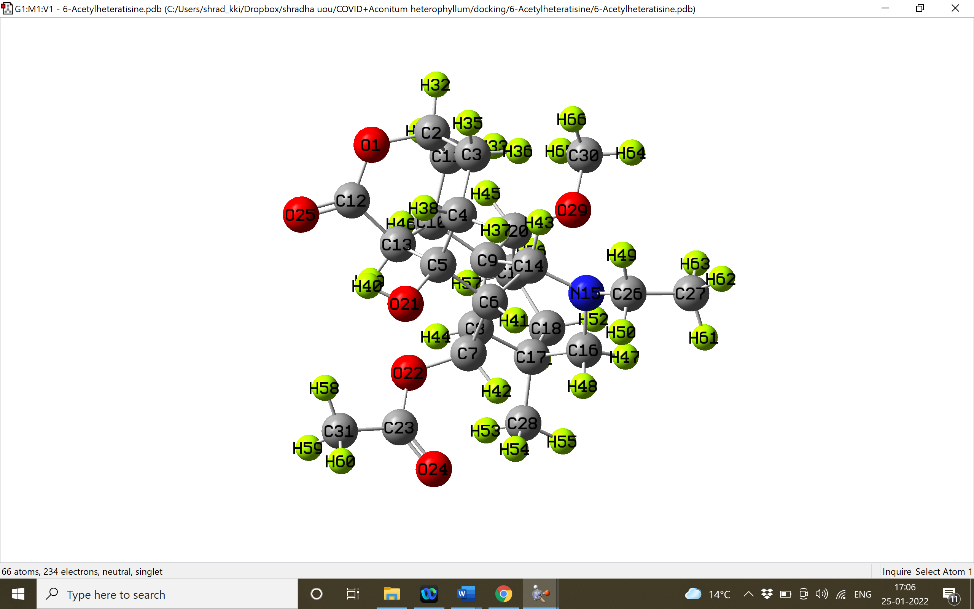 G1:M1:V1 - 6-Acetylheteratisine.pdb (C:/Users/shrad_kki/Dropbox/shradha uou/COVID+Aconitum heterophyllum/docking/6-Acetylheteratisine/6-Acetylheteratisine.pdb)
H32
H66
H35
C2
O1
C3 H36
C30 H64
H45
C12
H38
O25
C4
H43 O29
H37
C13
H49
C5 C9 C14
H63
H62
H40
N15 C26 C27
O21
C6
H41
H52
H44
C18
H50
H61
C7
C17 C16 H47
O22
H58
H42
H48
C31 C23
H53 C28
H59
H54 H55
H60
O24
66 atoms, 234 electrons, neutral, singlet
Inquire Select Atom 1
Type here to search
14°C
ENG
17:06
25-01-2022
11